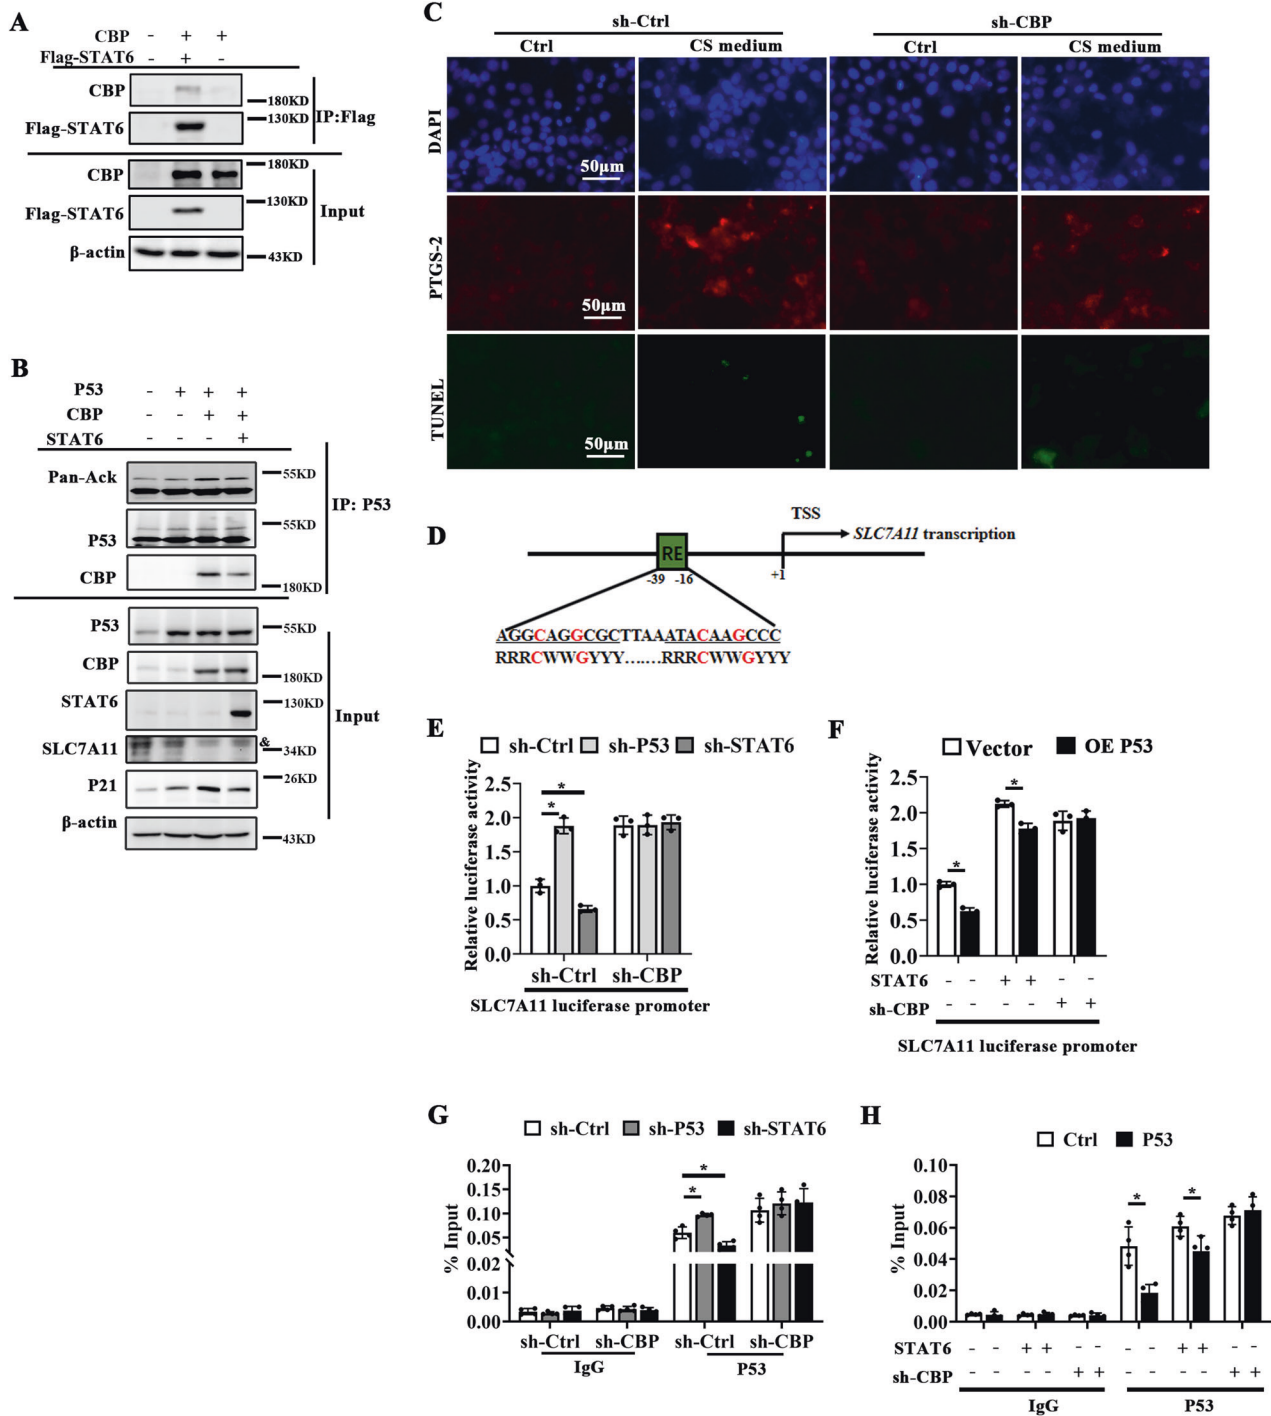 A
CBP - + +
Flag-STAT6 - + -
CBP
180KD
Flag-STAT6
130KD
IP:Flag
CBP
180KD
Flag-STAT6
130KD
Input
β-actin
43KD
B
P53 - + + +
CBP - - + +
STAT6 - - - +
Pan-Ack
55KD
P53
55KD
IP: P53
CBP
180KD
P53
55KD
CBP
180KD
STAT6
130KD
Input
SLC7A11
&
34KD
P21
26KD
β-actin
43KD
C
sh-Ctrl sh-CBP
Ctrl CS medium Ctrl CS medium
DAPI
50μm
PTGS-2
50μm
TUNEL
50μm
D
TSS
SLC7A11 transcription
RE
-39 -16 +1
AGGCAGGCGCTTAAATACAAGCCC
RRRCWWGYYY......RRRCWWGYYY
E
sh-Ctrl sh-P53 sh-STAT6
Relative luciferase activity
2.5
2.0
1.5
1.0
0.5
0.0
*
*
sh-Ctrl sh-CBP
SLC7A11 luciferase promoter
F
Vector OE P53
Relative luciferase activity
2.5
2.0
1.5
1.0
0.5
0.0
*
*
STAT6 - - + + - -
sh-CBP - - - - + +
SLC7A11 luciferase promoter
G
sh-Ctrl sh-P53 sh-STAT6
% Input
0.20
0.15
0.10
0.05
0.02
0.01
0.00
*
*
sh-Ctrl sh-CBP sh-Ctrl sh-CBP
IgG P53
H
Ctrl P53
% Input
0.10
0.08
0.06
0.04
0.02
0.00
*
*
STAT6 - - + + - - - - + + - -
sh-CBP - - - - + + - - - - + +
IgG P53